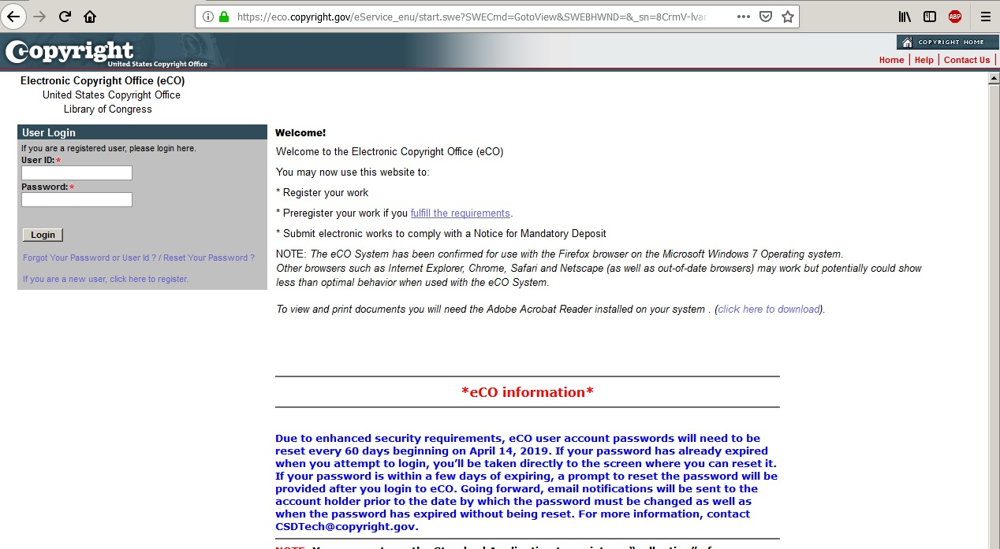 https://eco.copyright.gov/eService_enu/start.swe?SWECmd=GotoView&SWEBHWND=&_sn=8CrmV-lvar
ABP
Copyright
United States Copyright Office
COPYRIGHT HOME
Home | Help | Contact Us |
Electronic Copyright Office (eCO)
United States Copyright Office
Library of Congress
User Login
If you are a registered user, please login here.
User ID:*
Password:*
Login
Forgot Your Password or User Id ? / Reset Your Password ?
If you are a new user, click here to register.
Welcome!
Welcome to the Electronic Copyright Office (eCO)
You may now use this website to:
* Register your work
* Preregister your work if you fulfill the requirements.
* Submit electronic works to comply with a Notice for Mandatory Deposit
NOTE: The eCO System has been confirmed for use with the Firefox browser on the Microsoft Windows 7 Operating system.
Other browsers such as Internet Explorer, Chrome, Safari and Netscape (as well as out-of-date browsers) may work but potentially could show
less than optimal behavior when used with the eCO System.
To view and print documents you will need the Adobe Acrobat Reader installed on your system . (click here to download).
*eCO information*
Due to enhanced security requirements, eCO user account passwords will need to be
reset every 60 days beginning on April 14, 2019. If your password has already expired
when you attempt to login, you’ll be taken directly to the screen where you can reset it.
If your password is within a few days of expiring, a prompt to reset the password will be
provided after you login to eCO. Going forward, email notifications will be sent to the
account holder prior to the date by which the password must be changed as well as
when the password has expired without being reset. For more information, contact
CSDTech@copyright.gov.